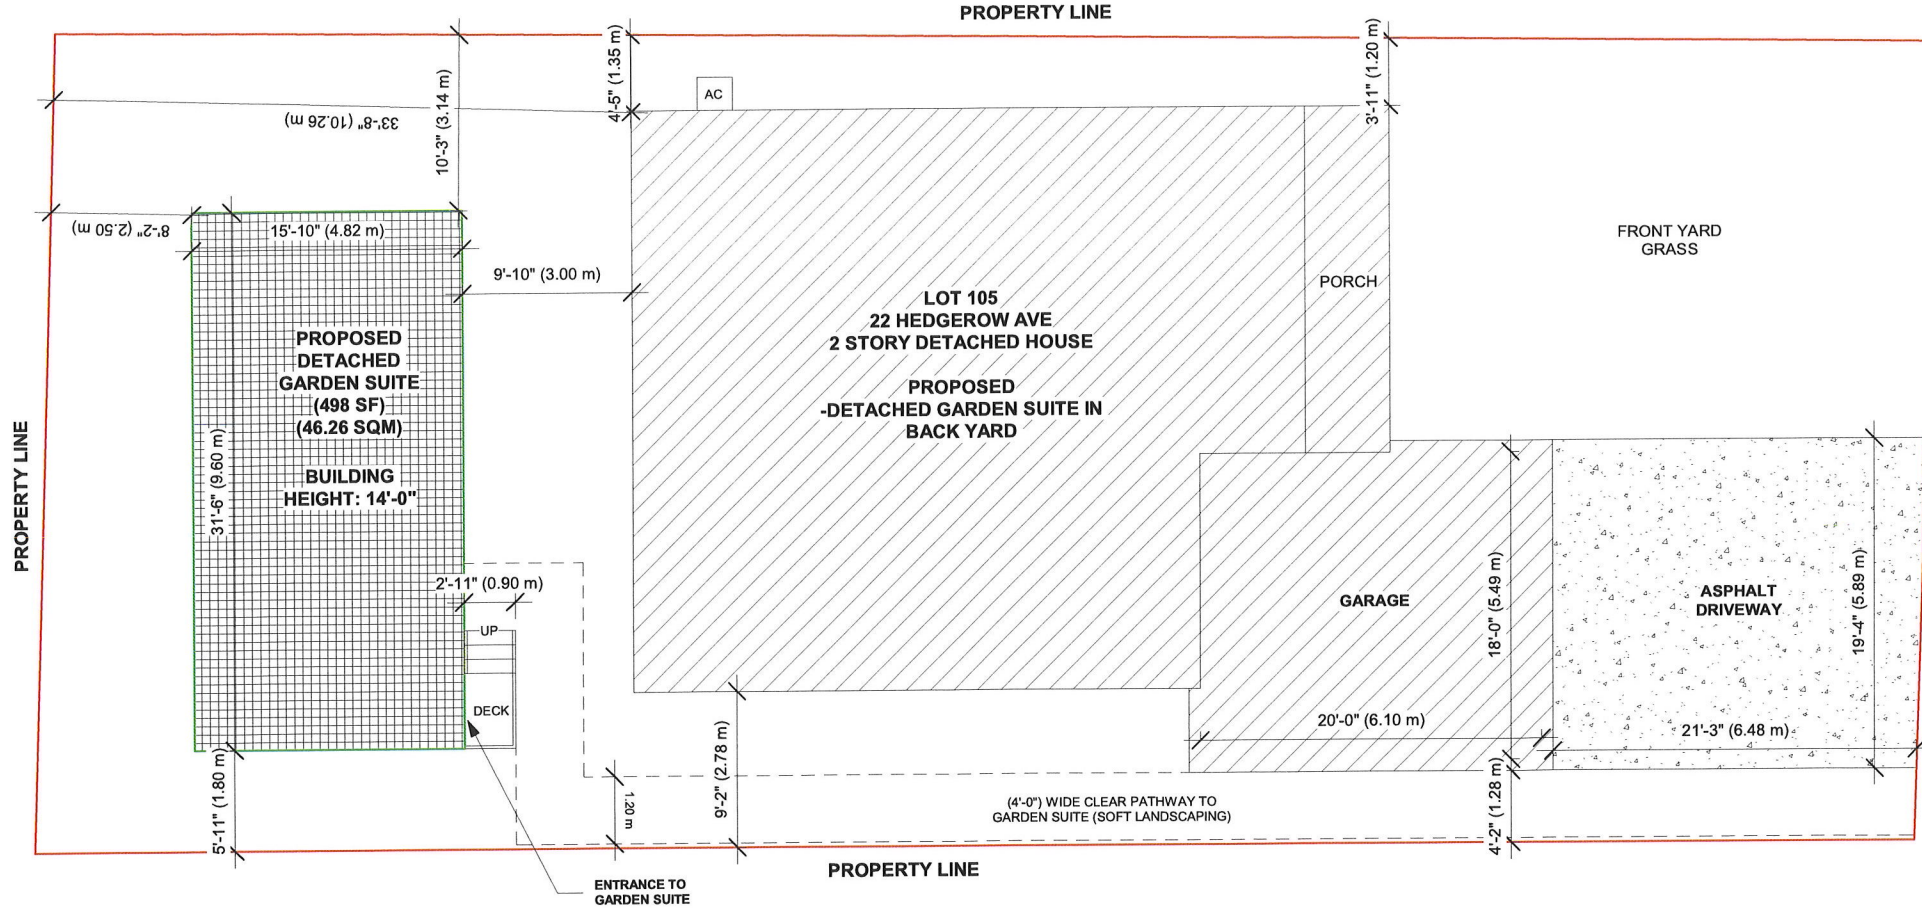 PROPERTY LINE
4'-5" (1.35 m)
3'-11" (1.20 m)
10'-3" (3.14 m)
AC
33'-8" (10.26 m)
8'-2" (2.50 m)
15'-10" (4.82 m)
9'-10" (3.00 m)
FRONT YARD
GRASS
PORCH
LOT 105
22 HEDGEROW AVE
2 STORY DETACHED HOUSE
PROPOSED
-DETACHED GARDEN SUITE IN
BACK YARD
PROPOSED
DETACHED
GARDEN SUITE
(498 SF)
(46.26 SQM)
BUILDING
HEIGHT: 14'-0"
31'-6" (9.60 m)
PROPERTY LINE
2'-11" (0.90 m)
UP
DECK
GARAGE
18'-0" (5.49 m)
ASPHALT
DRIVEWAY
19'-4" (5.89 m)
20'-0" (6.10 m)
21'-3" (6.48 m)
5'-11" (1.80 m)
1.20 m
9'-2" (2.78 m)
(4'-0") WIDE CLEAR PATHWAY TO
GARDEN SUITE (SOFT LANDSCAPING)
4'-2" (1.28 m)
PROPERTY LINE
ENTRANCE TO
GARDEN SUITE